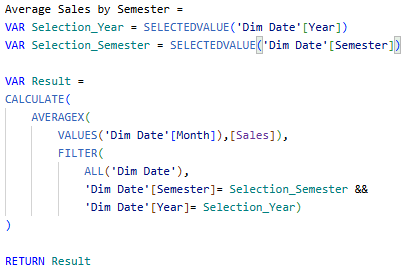 Average Sales by Semester =
VAR Selection_Year = SELECTEDVALUE('Dim Date'[Year])
VAR Selection_Semester = SELECTEDVALUE('Dim Date'[Semester])
VAR Result =
CALCULATE(
AVERAGEX(
VALUES('Dim Date'[Month]),[Sales]),
FILTER(
ALL('Dim Date'),
'Dim Date'[Semester]= Selection_Semester &&
'Dim Date'[Year]= Selection_Year)
)
RETURN Result